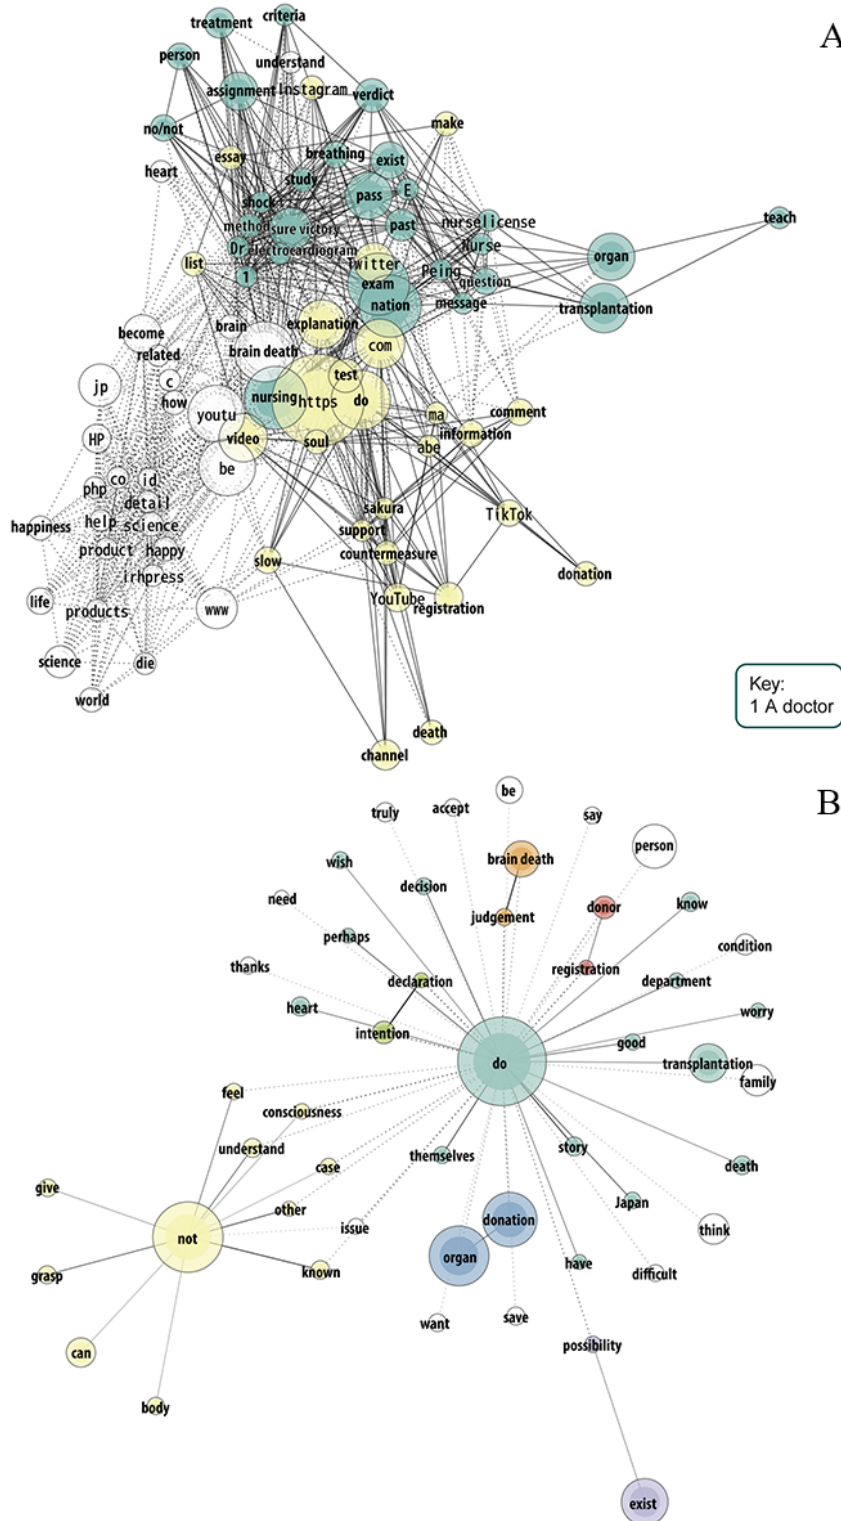 A
treatment
criteria
person
understand
assignment
Instagram
verdict
no/not
make
essay
breathing
exist
heart
study
pass
E
shock
teach
method
sure victory
past
nurselicense
Dr
electrocardiogram
Nurse
organ
list
Twitter
1
exam
Peing
question
nation
message
transplantation
become
brain
explanation
related
brain death
com
jp
c
test
how
nursing
https
do
youtu
ma
comment
HP
video
soul
information
abe
be
php
co
id
detail
sakura
TikTok
happiness
help
science
support
product
happy
countermeasure
slow
irhpress
donation
life
products
www
YouTube
registration
science
die
world
Key:
1 A doctor
death
channel
B
be
truly
accept
say
person
wish
brain death
decision
need
judgement
donor
know
perhaps
condition
thanks
registration
declaration
department
heart
worry
intention
good
do
transplantation
family
feel
consciousness
understand
themselves
story
case
death
give
other
Japan
issue
donation
think
not
organ
grasp
known
have
difficult
want
save
can
possibility
body
exist